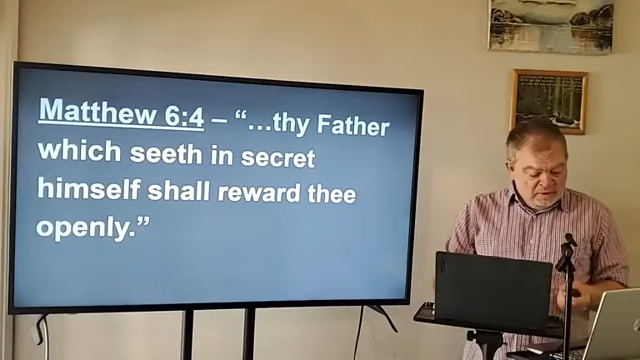 Matthew 6:4 – “…thy Father
which seeth in secret
himself shall reward thee
openly.”